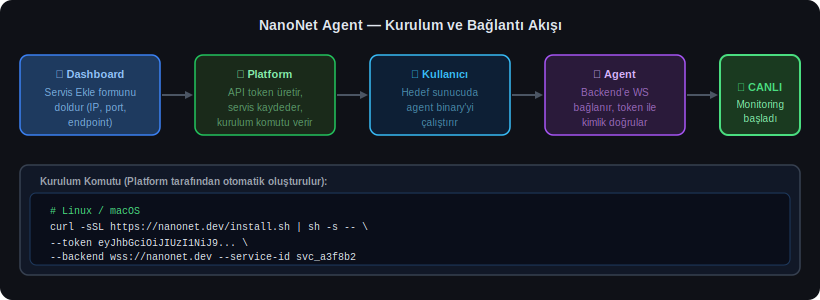 NanoNet Agent — Kurulum ve Bağlantı Akışı
Dashboard
Servis Ekle formunu
doldur (IP, port,
endpoint)
Platform
API token üretir,
servis kaydeder,
kurulum komutu verir
Kullanıcı
Hedef sunucuda
agent binary'yi
çalıştırır
Agent
Backend'e WS
bağlanır, token ile
kimlik doğrular
CANLI
Monitoring
başladı
Kurulum Komutu (Platform tarafından otomatik oluşturulur):
# Linux / macOS
curl -sSL https://nanonet.dev/install.sh | sh -s -- \
--token eyJhbGciOiJIUzI1NiJ9... \
--backend wss://nanonet.dev --service-id svc_a3f8b2